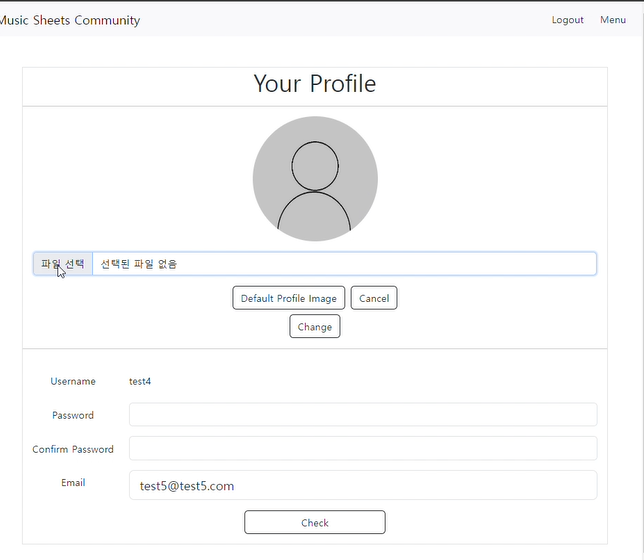 Music Sheets Community Logout Menu
Your Profile
파일 선택 선택된 파일 없음
Default Profile Image Cancel
Change
Username test4
Password
Confirm Password
Email test5@test5.com
Check